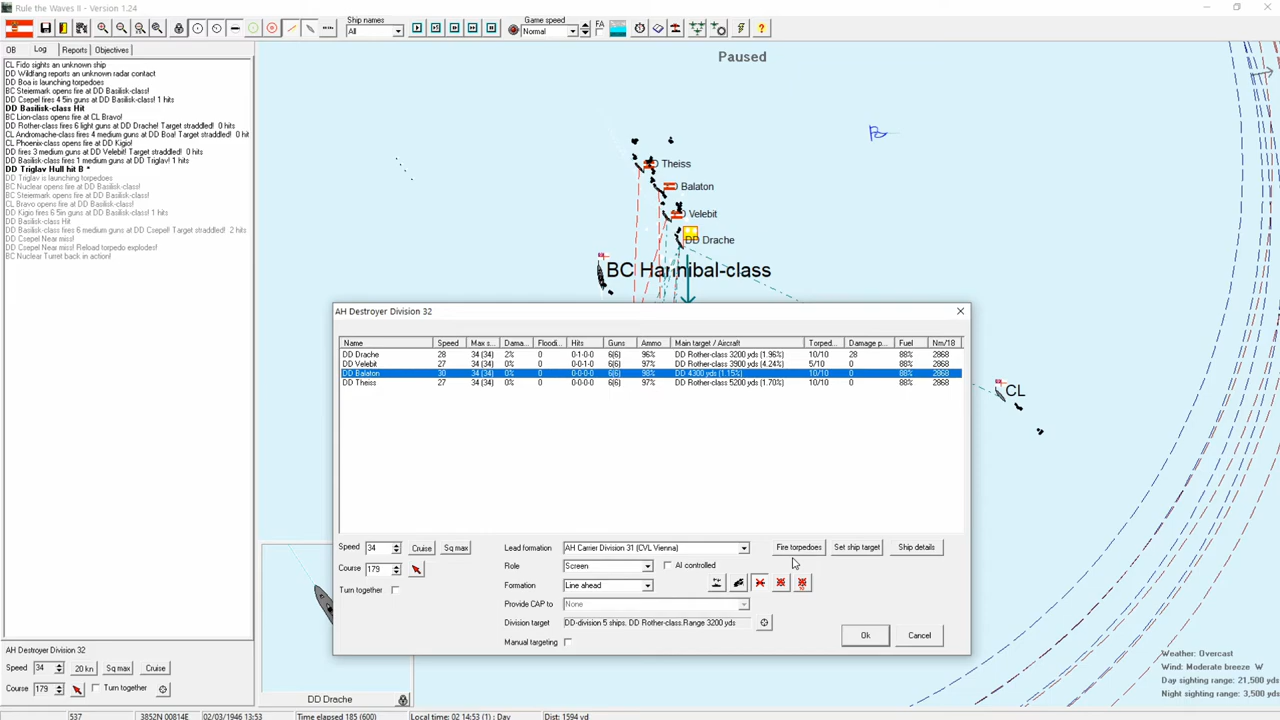 Rule the Waves II - Version 1.24
Ship names
All
Game speed
Normal
FA
OB Log Reports Objectives
CL Fido sights an unknown ship
DD Wildfang reports an unknown radar contact
DD Boa is launching torpedoes
BC Steiermark opens fire at DD Basilisk-class!
DD Csepel fires 4 5in guns at DD Basilisk-class! 1 hits
DD Basilisk-class Hit
BC Lion-class opens fire at CL Bravo!
DD Rother-class fires 6 light guns at DD Drache! Target straddled! 0 hits
CL Andromache-class fires 4 medium guns at DD Boa! Target straddled! 0 hit
CL Phoenix-class opens fire at DD Kigio!
DD fires 3 medium guns at DD Velebit! Target straddled! 0 hits
DD Basilisk-class fires 1 medium guns at DD Triglav! 1 hits
DD Triglav Hull hit B *
DD Triglav is launching torpedoes
BC Nuclear opens fire at DD Basilisk-class!
BC Steiermark opens fire at DD Basilisk-class!
CL Bravo opens fire at DD Basilisk-class!
DD Kigio fires 6 5in guns at DD Basilisk-class! 1 hits
DD Basilisk-class Hit
DD Basilisk-class fires 6 medium guns at DD Csepel! Target straddled! 2 hits
DD Csepel Near miss!
DD Csepel Near miss! Reload torpedo explodes!
BC Nuclear Turret back in action!
Paused
Theiss
Balaton
Velebit
DD Drache
BC Hannibal-class
CL
AH Destroyer Division 32
Name Speed Max s... Dama... Floodi... Hits Guns Ammo Main target / Aircraft Torped... Damage p... Fuel Nm/18
DD Drache 28 34 (34) 2% 0 0-1-0-0 6(6) 96% DD Rother-class 3200 yds (1.96%) 10/10 28 88% 2868
DD Velebit 27 34 (34) 0% 0 0-0-1-0 6(6) 97% DD Rother-class 3900 yds (4.24%) 5/10 0 88% 2868
DD Balaton 30 34 (34) 0% 0 0-0-0-0 6(6) 98% DD 4300 yds (1.15%) 10/10 0 88% 2868
DD Theiss 27 34 (34) 0% 0 0-0-0-0 6(6) 97% DD Rother-class 5200 yds (1.70%) 10/10 0 88% 2868
Speed 34 Cruise Sq max
Course 179
Turn together
Lead formation AH Carrier Division 31 (CVL Vienna)
Role Screen AI controlled
Formation Line ahead
Provide CAP to None
Division target DD-division 5 ships. DD Rother-class.Range 3200 yds
Manual targeting
Fire torpedoes Set ship target Ship details
Ok Cancel
AH Destroyer Division 32
Speed 34 20 kn Sq max Cruise
Course 179 Turn together
DD Drache
Weather: Overcast
Wind: Moderate breeze W
Day sighting range: 21,500 yds
Night sighting range: 3,500 yds
537 3852N 00814E 02/03/1946 13:53 Time elapsed 185 (600) Local time: 02 14:53 (1) : Day Dist: 1594 yd